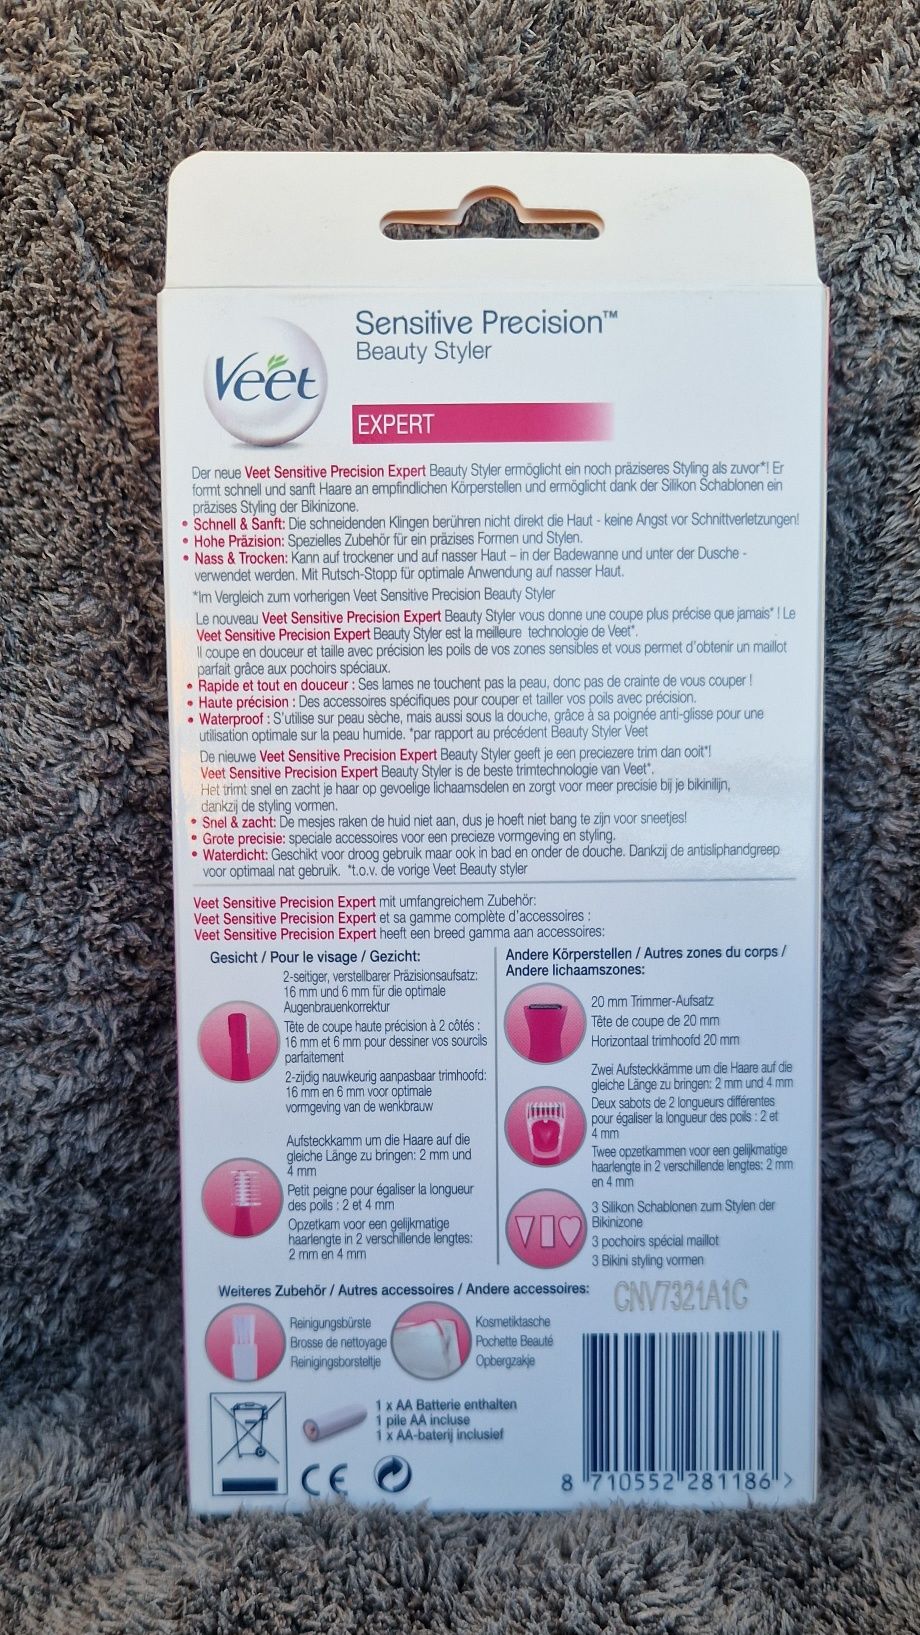 Veet
Sensitive Precision™
Beauty Styler
EXPERT
Der neue Veet Sensitive Precision Expert Beauty Styler ermöglicht ein noch präziseres Styling als zuvor*! Er
formt schnell und sanft Haare an empfindlichen Körperstellen und ermöglicht dank der Silikon Schablonen ein
präzises Styling der Bikinizone.
• Schnell & Sanft: Die schneidenden Klingen berühren nicht direkt die Haut - keine Angst vor Schnittverletzungen!
• Hohe Präzision: Spezielles Zubehör für ein präzises Formen und Stylen.
• Nass & Trocken: Kann auf trockener und auf nasser Haut – in der Badewanne und unter der Dusche -
verwendet werden. Mit Rutsch-Stopp für optimale Anwendung auf nasser Haut.
*Im Vergleich zum vorherigen Veet Sensitive Precision Beauty Styler
Le nouveau Veet Sensitive Precision Expert Beauty Styler vous donne une coupe plus précise que jamais* ! Le
Veet Sensitive Precision Expert Beauty Styler est la meilleure technologie de Veet*.
Il coupe en douceur et taille avec précision les poils de vos zones sensibles et vous permet d'obtenir un maillot
parfait grâce aux pochoirs spéciaux.
• Rapide et tout en douceur : Ses lames ne touchent pas la peau, donc pas de crainte de vous couper !
• Haute précision : Des accessoires spécifiques pour couper et tailler vos poils avec précision.
• Waterproof : S'utilise sur peau sèche, mais aussi sous la douche, grâce à sa poignée anti-glisse pour une
utilisation optimale sur la peau humide. *par rapport au précédent Beauty Styler Veet
De nieuwe Veet Sensitive Precision Expert Beauty Styler geeft je een preciezere trim dan ooit*!
Veet Sensitive Precision Expert Beauty Styler is de beste trimtechnologie van Veet*.
Het trimt snel en zacht je haar op gevoelige lichaamsdelen en zorgt voor meer precisie bij je bikinilijn,
dankzij de styling vormen.
• Snel & zacht: De mesjes raken de huid niet aan, dus je hoeft niet bang te zijn voor sneetjes!
• Grote precisie: speciale accessoires voor een precieze vormgeving en styling.
• Waterdicht: Geschikt voor droog gebruik maar ook in bad en onder de douche. Dankzij de antisliphandgreep
voor optimaal nat gebruik. *t.o.v. de vorige Veet Beauty styler
Veet Sensitive Precision Expert mit umfangreichem Zubehör:
Veet Sensitive Precision Expert et sa gamme complète d'accessoires :
Veet Sensitive Precision Expert heeft een breed gamma aan accessoires:
Gesicht / Pour le visage / Gezicht:
2-seitiger, verstellbarer Präzisionsaufsatz:
16 mm und 6 mm für die optimale
Augenbrauenkorrektur
Tête de coupe haute précision à 2 côtés :
16 mm et 6 mm pour dessiner vos sourcils
parfaitement
2-zijdig nauwkeurig aanpasbaar trimhoofd:
16 mm en 6 mm voor optimale
vormgeving van de wenkbrauw
Aufsteckkamm um die Haare auf die
gleiche Länge zu bringen: 2 mm und
4 mm
Petit peigne pour égaliser la longueur
des poils : 2 et 4 mm
Opzetkam voor een gelijkmatige
haarlengte in 2 verschillende lengtes:
2 mm en 4 mm
Andere Körperstellen / Autres zones du corps /
Andere lichaamszones:
20 mm Trimmer-Aufsatz
Tête de coupe de 20 mm
Horizontaal trimhoofd 20 mm
Zwei Aufsteckkämme um die Haare auf die
gleiche Länge zu bringen: 2 mm und 4 mm
Deux sabots de 2 longueurs différentes
pour égaliser la longueur des poils : 2 et
4 mm
Twee opzetkammen voor een gelijkmatige
haarlengte in 2 verschillende lengtes: 2 mm
en 4 mm
3 Silikon Schablonen zum Stylen der
Bikinizone
3 pochoirs spécial maillot
3 Bikini styling vormen
Weiteres Zubehör / Autres accessoires / Andere accessoires:
Reinigungsbürste
Brosse de nettoyage
Reinigingsborsteltje
Kosmetiktasche
Pochette Beauté
Opbergzakje
CNV7321A1C
1 x AA Batterie enthalten
1 pile AA incluse
1 x AA-baterij inclusief
CE
8 710552 281186 >